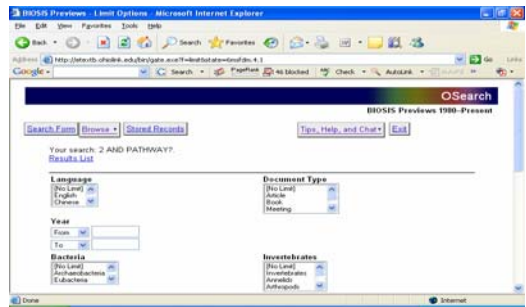 BIOSIS Previews - Limit Options - Microsoft Internet Explorer
File Edit View Favorites Tools Help
Back Search Favorites
Address Go Links
Google Search PageRank 46 blocked Check AutoLink
OSearch
BIOSIS Previews 1980-Present
Search Form Browse Stored Records Tips, Help, and Chat Exit
Your search: 2 AND PATHWAY?.
Results List
Language Document Type
[No Limit] [No Limit]
English Article
Chinese Book
Meeting
Year
From
To
Bacteria Invertebrates
[No Limit] [No Limit]
Archaeobacteria Invertebrates
Eubacteria Annelids
Arthropods
Done Internet